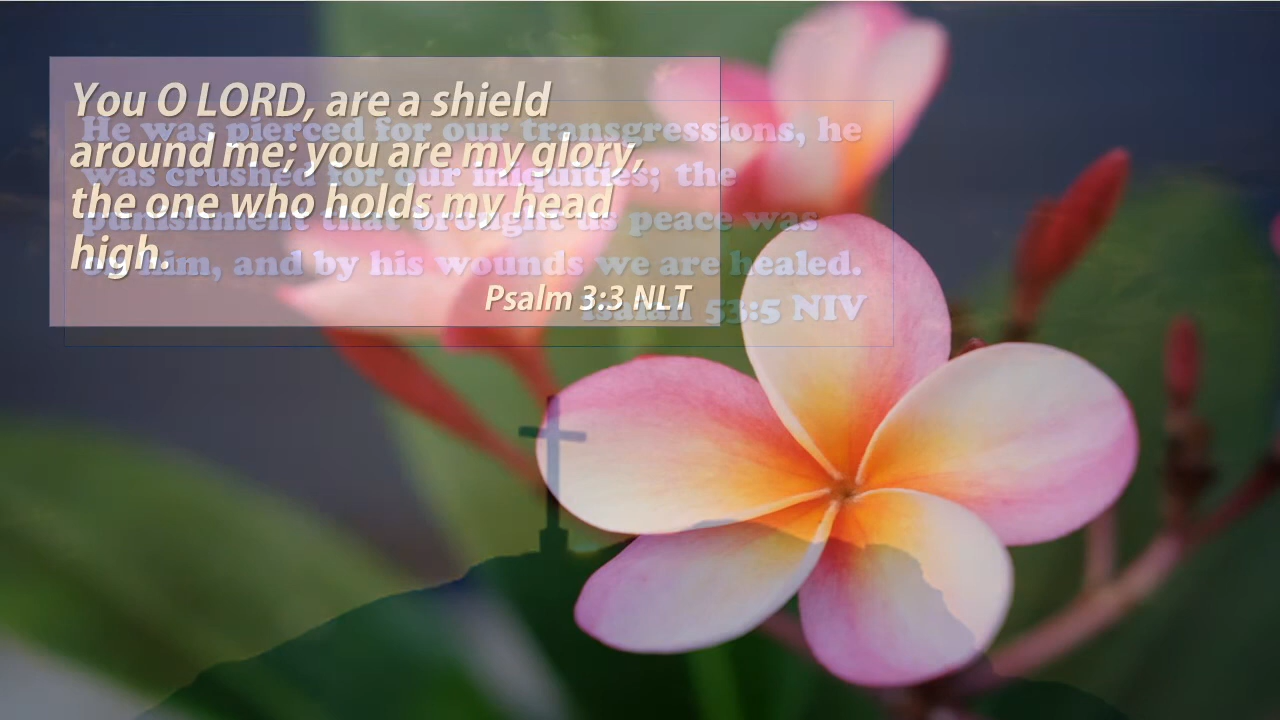 You O LORD, are a shield
around me; you are my glory,
the one who holds my head
high.
Psalm 3:3 NLT
He was pierced for our transgressions, he
was crushed for our iniquities; the
punishment that brought us peace was
on him, and by his wounds we are healed.
Isaiah 53:5 NIV